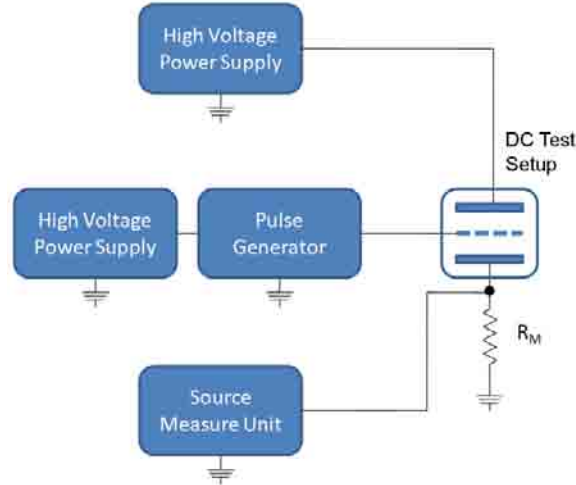 High Voltage
Power Supply
DC Test
Setup
High Voltage
Power Supply
Pulse
Generator
R_M
Source
Measure Unit